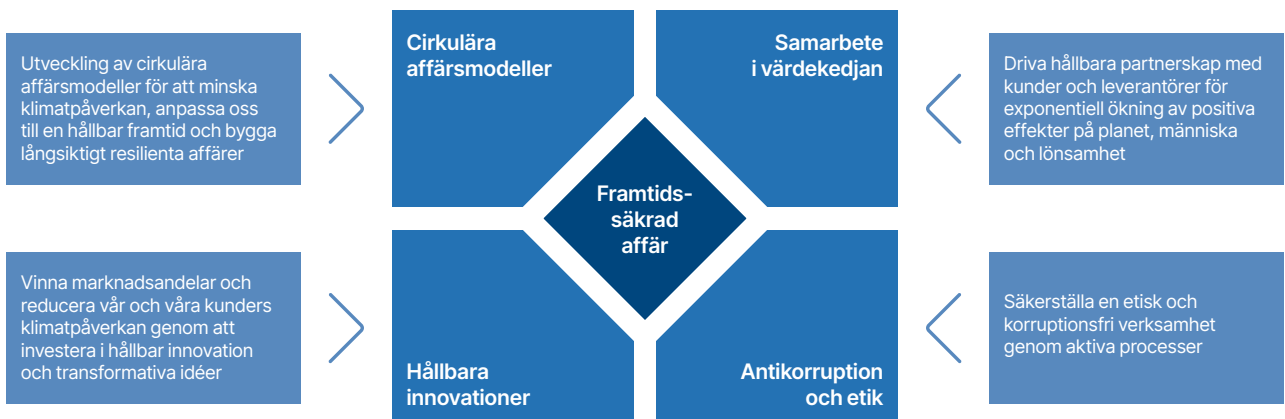 Utveckling av cirkulära
affärsmodeller för att minska
klimatpåverkan, anpassa oss
till en hållbar framtid och bygga
långsiktigt resilienta affärer
Cirkulära
affärsmodeller
Samarbete
i värdekedjan
Driva hållbara partnerskap med
kunder och leverantörer för
exponentiell ökning av positiva
effekter på planet, människa
och lönsamhet
Framtids-
säkrad
affär
Vinna marknadsandelar och
reducera vår och våra kunders
klimatpåverkan genom att
investera i hållbar innovation
och transformativa idéer
Hållbara
innovationer
Antikorruption
och etik
Säkerställa en etisk och
korruptionsfri verksamhet
genom aktiva processer